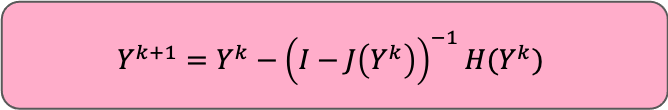 Y^{k+1} = Y^k − (I − J(Y^k))^{−1} H(Y^k)